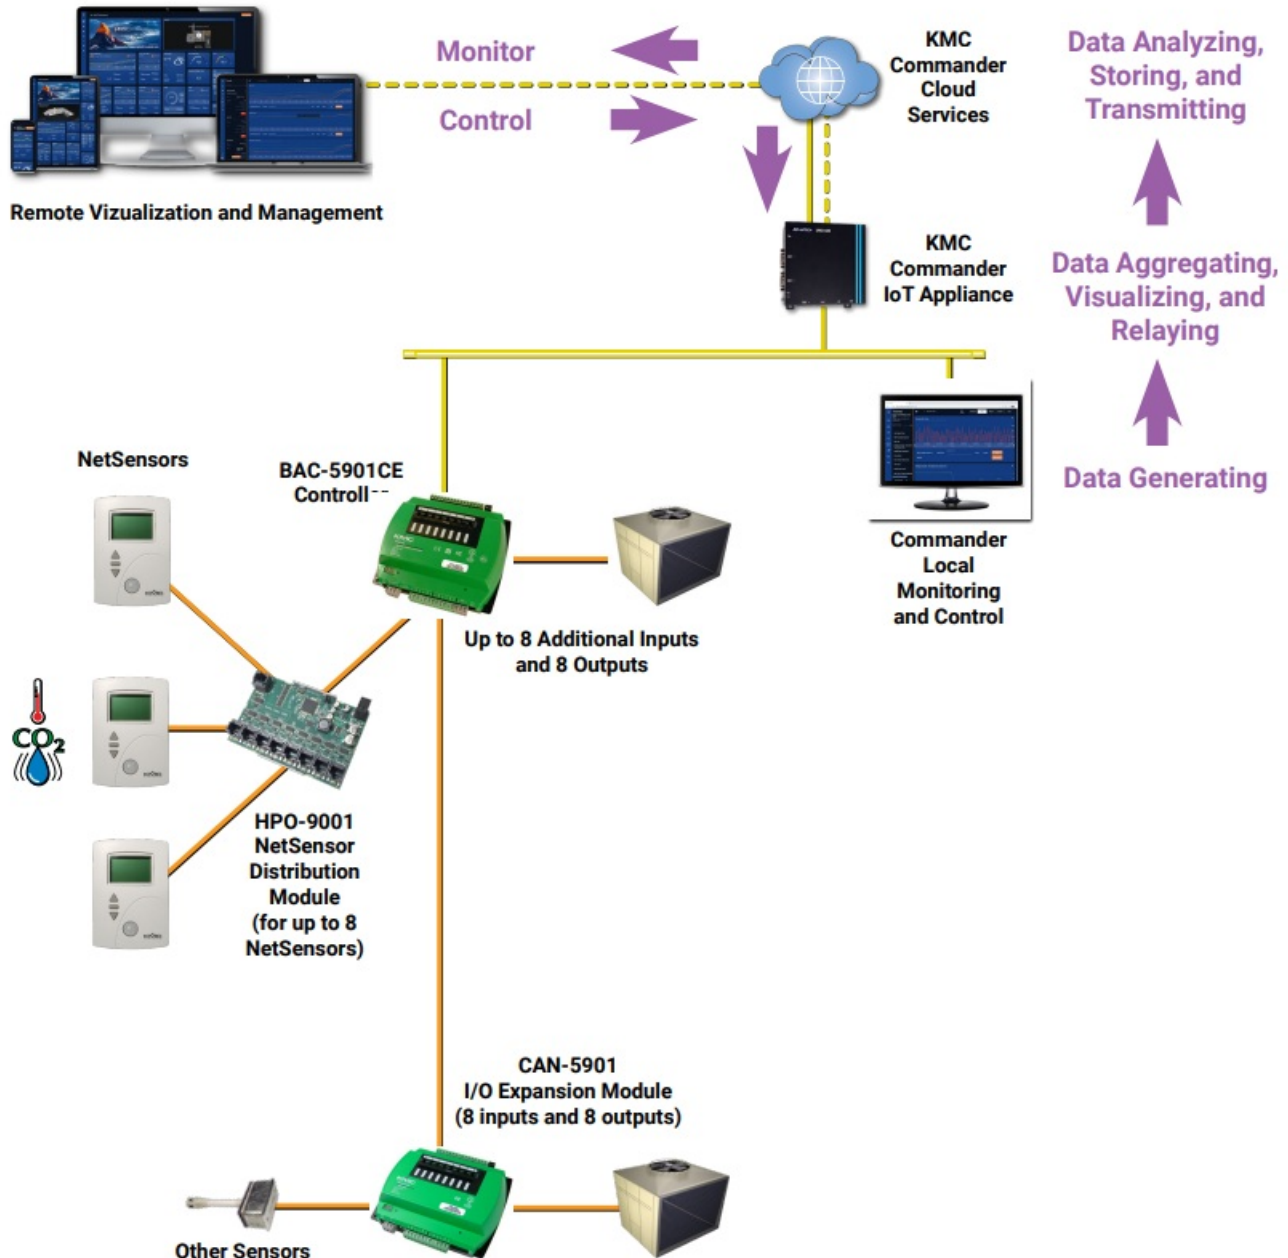 Monitor
Control
KMC
Commander
Cloud
Services
Data Analyzing,
Storing, and
Transmitting
Remote Vizualization and Management
KMC
Commander
IoT Appliance
Data Aggregating,
Visualizing, and
Relaying
NetSensors
BAC-5901CE
Data Generating
Commander
Local
Monitoring
and Control
Up to 8 Additional Inputs
and 8 Outputs
CO2
HPO-9001
NetSensor
Distribution
Module
(for up to 8
NetSensors)
CAN-5901
I/O Expansion Module
(8 inputs and 8 outputs)
Other Sensors